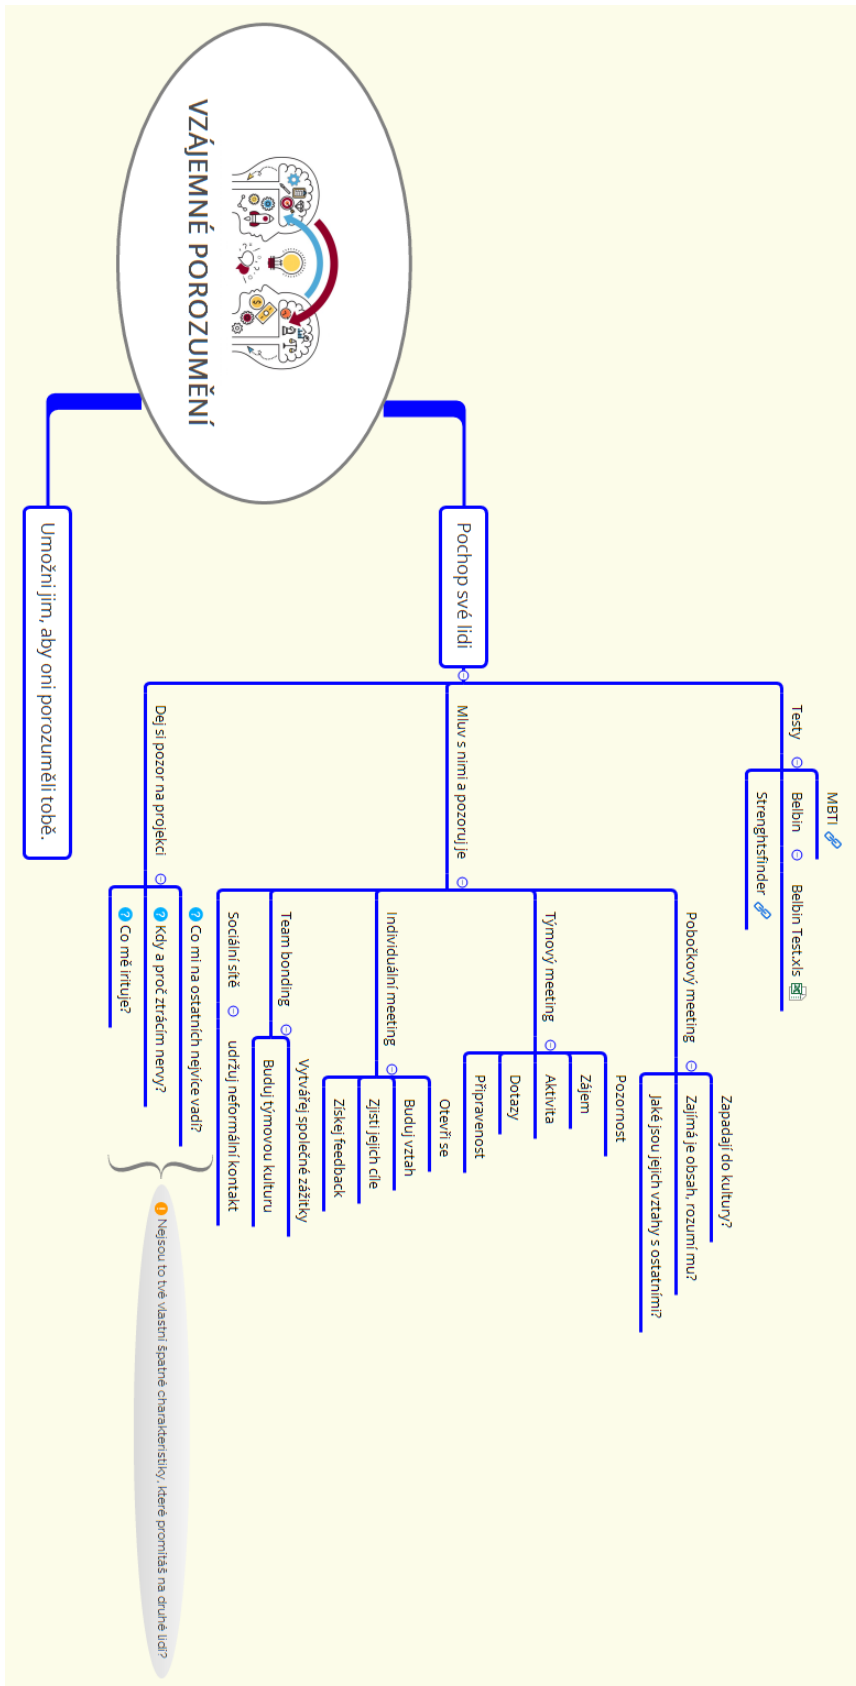 VZÁJEMNÉ POROZUMĚNÍ
Pochop své lidi
Testy
MBTI
Belbin
Belbin Test.xls
Strenghtsfinder
Mluv s nimi a pozoruj je
Pobočkový meeting
Zapadají do kultury?
Zajímá je obsah, rozumí mu?
Jaké jsou jejich vztahy s ostatními?
Týmový meeting
Pozornost
Zájem
Aktivita
Dotazy
Připravenost
Individuální meeting
Otevři se
Buduj vztah
Zjisti jejich cíle
Získej feedback
Team bonding
Vytvářej společné zážitky
Buduj týmovou kulturu
Sociální sítě
udržuj neformální kontakt
Dej si pozor na projekci
Co mi na ostatních nejvíce vadí?
Kdy a proč ztrácím nervy?
Co mě irituje?
Nejsou to tvé vlastní špatné charakteristiky, které promítáš na druhé lidi?
Umožni jim, aby oni porozuměli tobě.